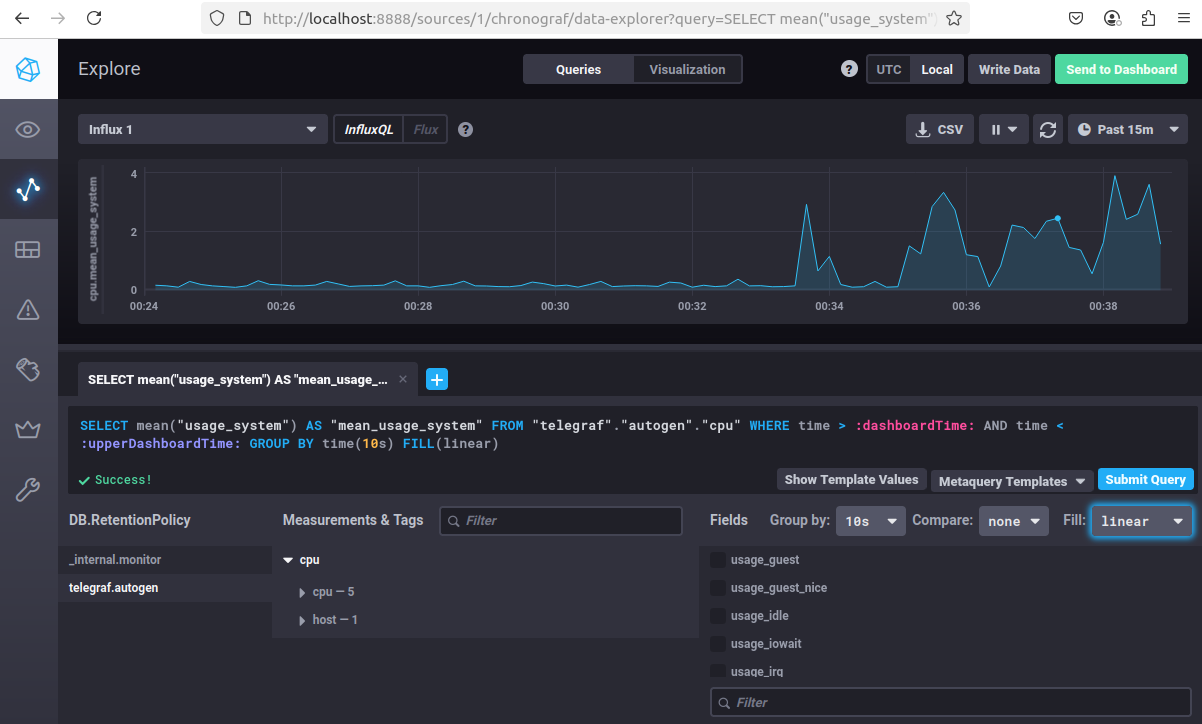 http://localhost:8888/sources/1/chronograf/data-explorer?query=SELECT mean("usage_system")
Explore
Queries
Visualization
?
UTC
Local
Write Data
Send to Dashboard
Influx 1
InfluxQL
Flux
?
CSV
Past 15m
cpu.mean_usage_system
4
2
0
00:24
00:26
00:28
00:30
00:32
00:34
00:36
00:38
SELECT mean("usage_system") AS "mean_usage_...
×
+
SELECT mean("usage_system") AS "mean_usage_system" FROM "telegraf"."autogen"."cpu" WHERE time > :dashboardTime: AND time <
:upperDashboardTime: GROUP BY time(10s) FILL(linear)
Success!
Show Template Values
Metaquery Templates
Submit Query
DB.RetentionPolicy
Measurements & Tags
Filter
Fields
Group by:
10s
Compare:
none
Fill:
linear
_internal.monitor
telegraf.autogen
cpu
cpu — 5
host — 1
usage_guest
usage_guest_nice
usage_idle
usage_iowait
usage_irq
Filter